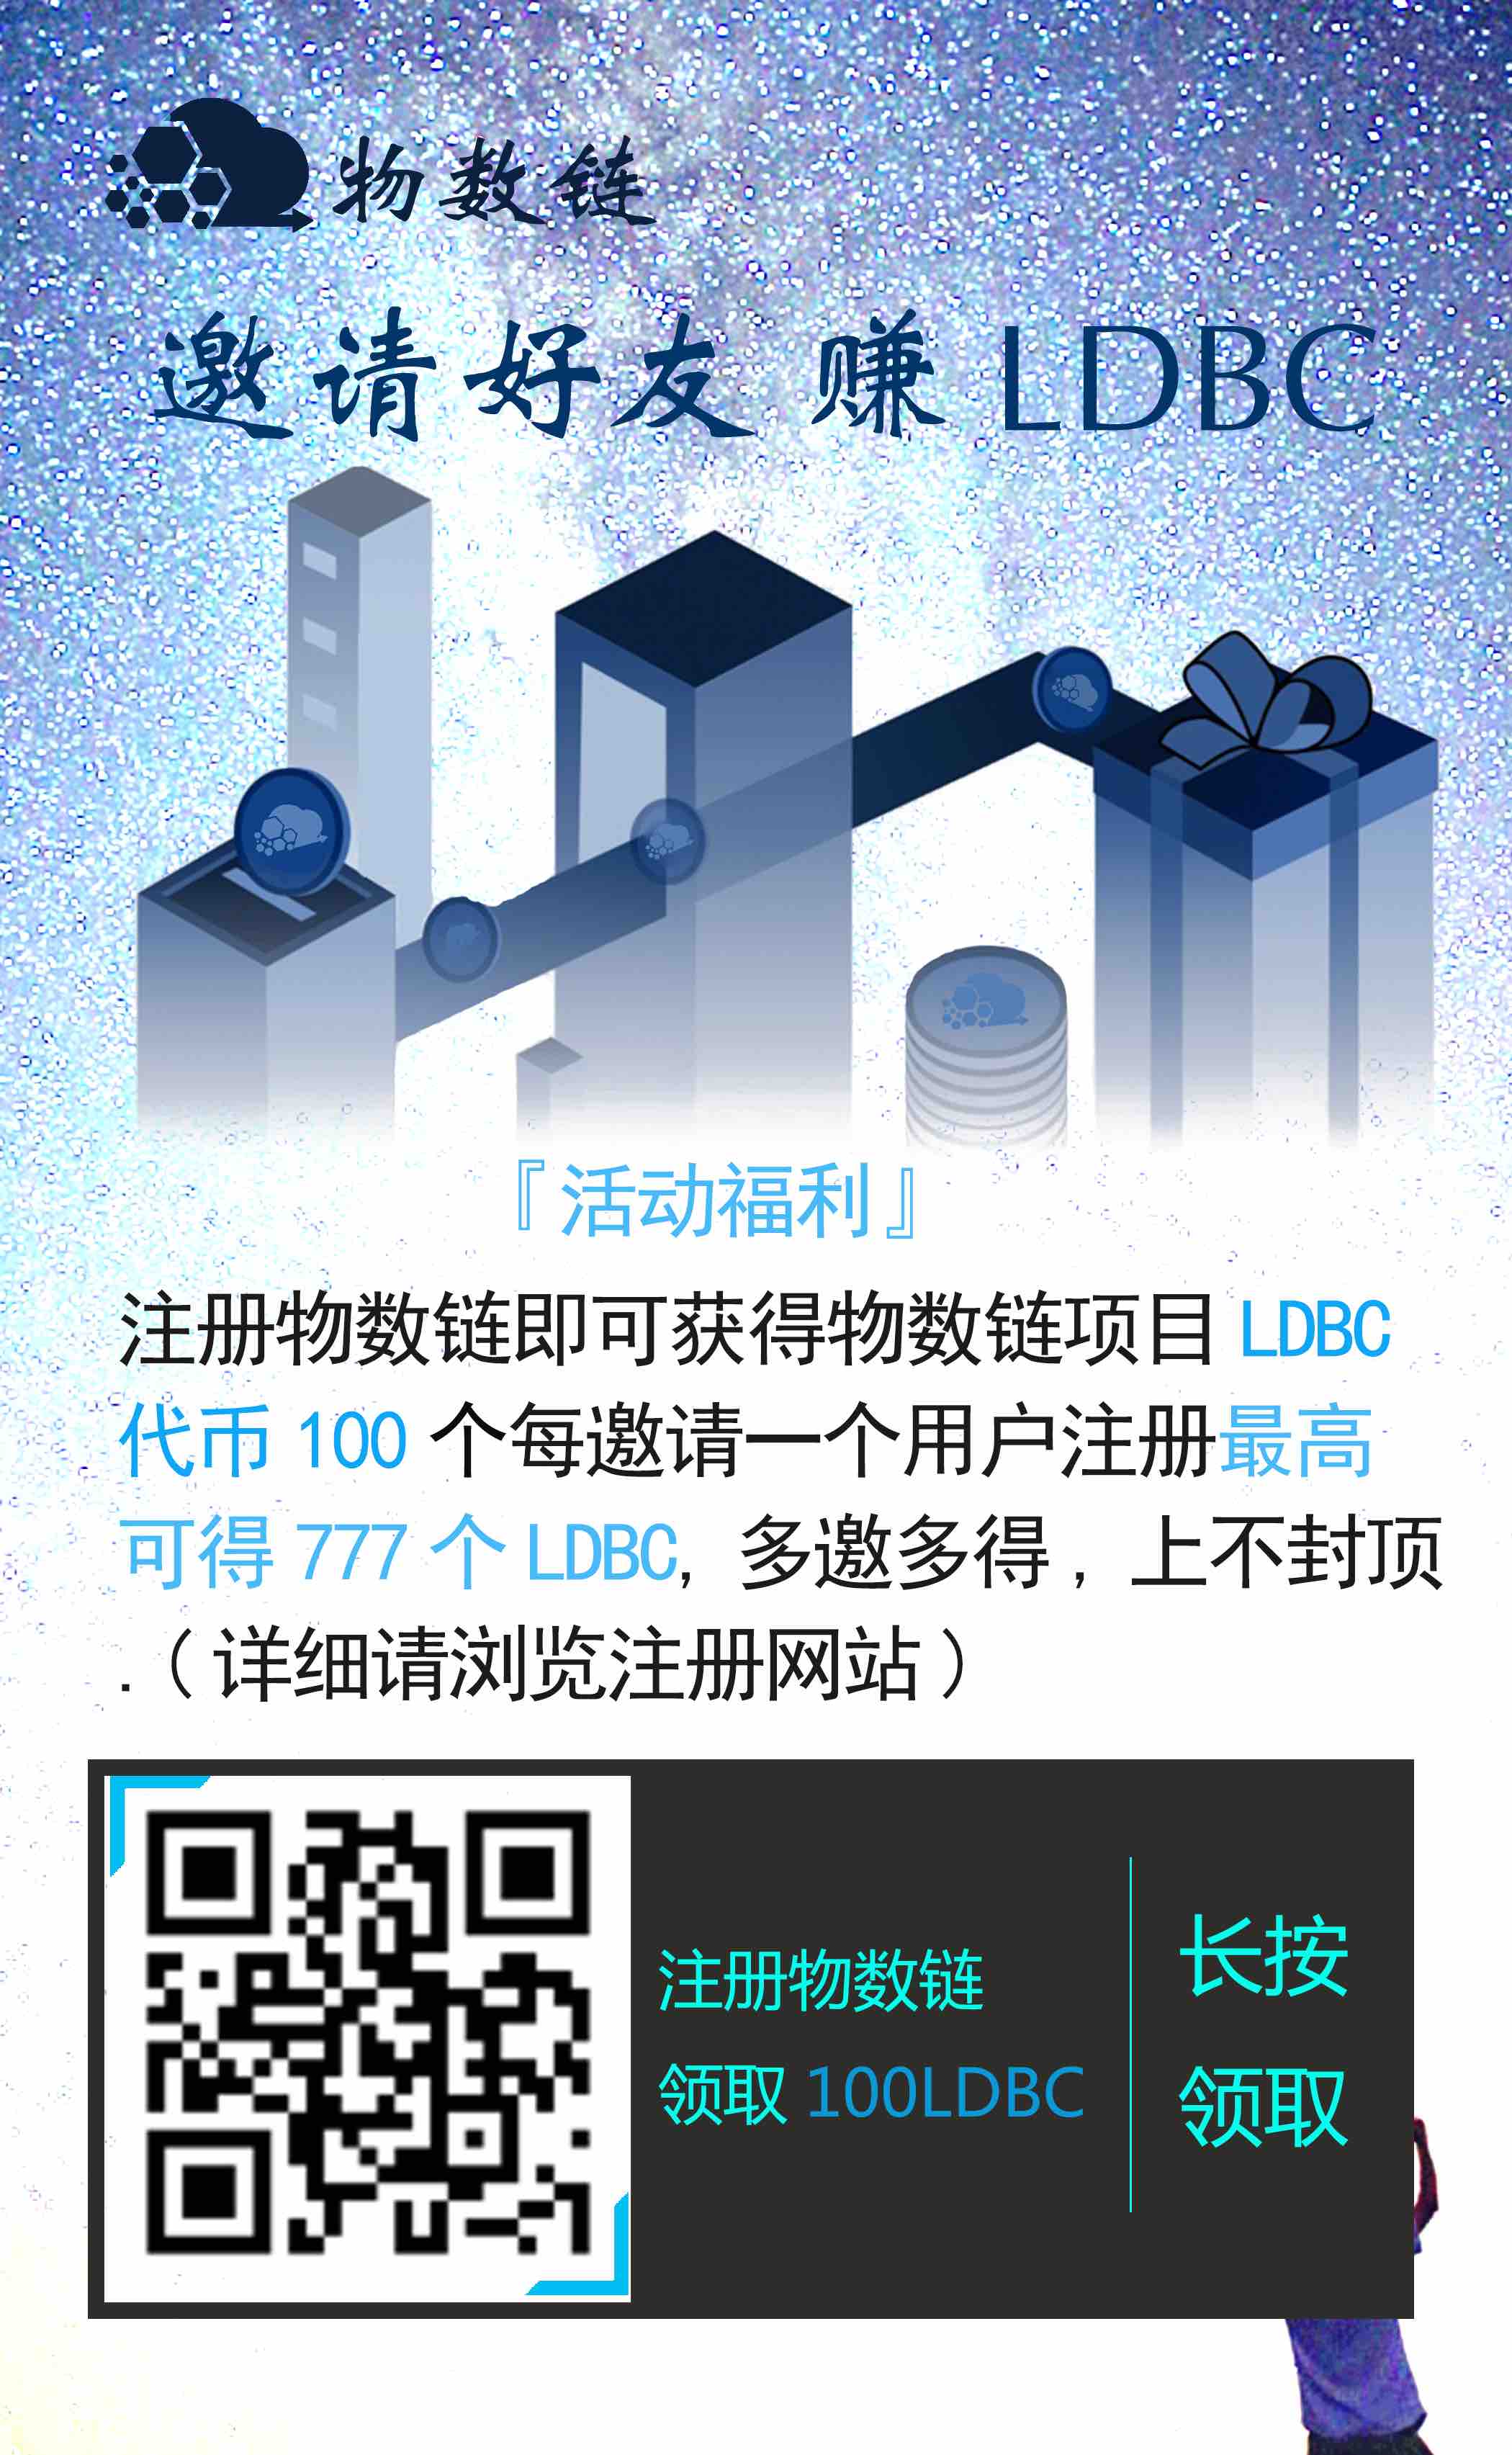 物数链
邀请好友 赚 LDBC
『活动福利』
注册物数链即可获得物数链项目 LDBC
代币 100 个每邀请一个用户注册最高
可得 777 个 LDBC, 多邀多得, 上不封顶
.(详细请浏览注册网站)
注册物数链
领取 100LDBC
长按
领取